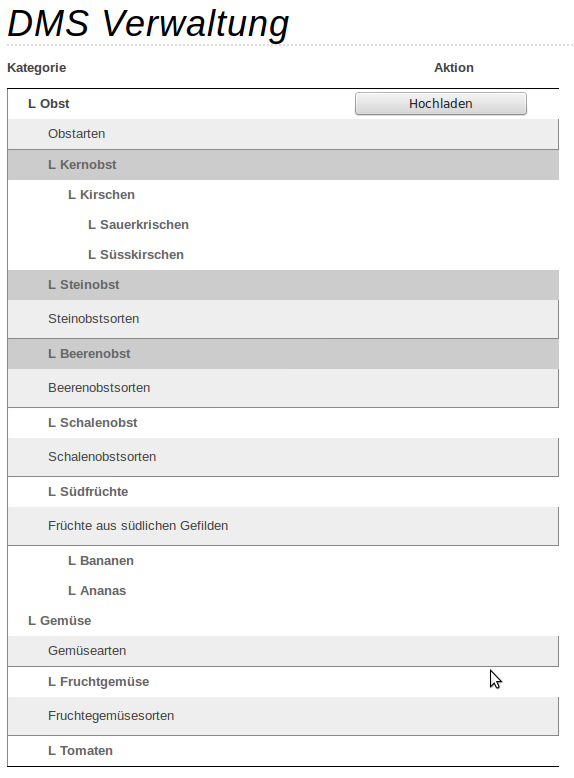 DMS Verwaltung
Kategorie Aktion
L Obst Hochladen
Obstarten
L Kernobst
L Kirschen
L Sauerkrischen
L Süsskirschen
L Steinobst
Steinobstsorten
L Beerenobst
Beerenobstsorten
L Schalenobst
Schalenobstsorten
L Südfrüchte
Früchte aus südlichen Gefilden
L Bananen
L Ananas
L Gemüse
Gemüsearten
L Fruchtgemüse
Fruchtegemüsesorten
L Tomaten